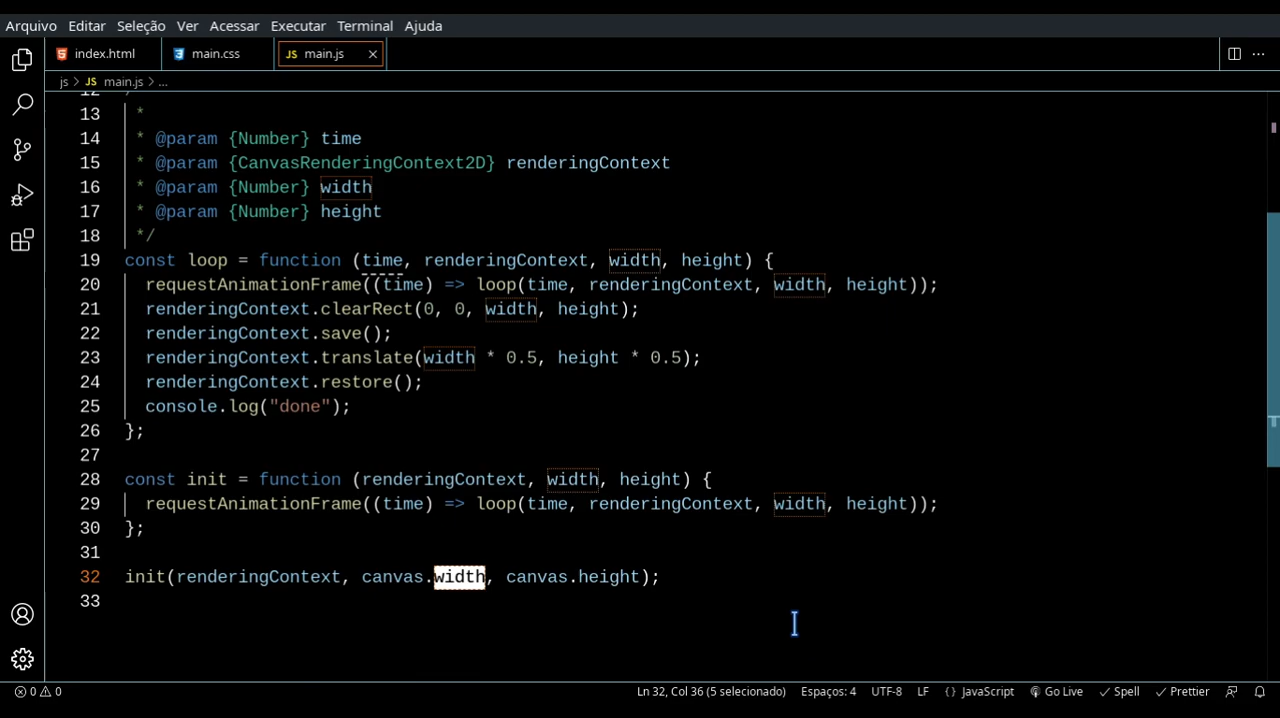 Arquivo Editar Seleção Ver Acessar Executar Terminal Ajuda
index.html main.css JS main.js
js > JS main.js > ...
12
13 *
14 * @param {Number} time
15 * @param {CanvasRenderingContext2D} renderingContext
16 * @param {Number} width
17 * @param {Number} height
18 */
19 const loop = function (time, renderingContext, width, height) {
20 requestAnimationFrame((time) => loop(time, renderingContext, width, height));
21 renderingContext.clearRect(0, 0, width, height);
22 renderingContext.save();
23 renderingContext.translate(width * 0.5, height * 0.5);
24 renderingContext.restore();
25 console.log("done");
26 };
27
28 const init = function (renderingContext, width, height) {
29 requestAnimationFrame((time) => loop(time, renderingContext, width, height));
30 };
31
32 init(renderingContext, canvas.width, canvas.height);
33
0 0 Ln 32, Col 36 (5 selecionado) Espaços: 4 UTF-8 LF {} JavaScript Go Live Spell Prettier